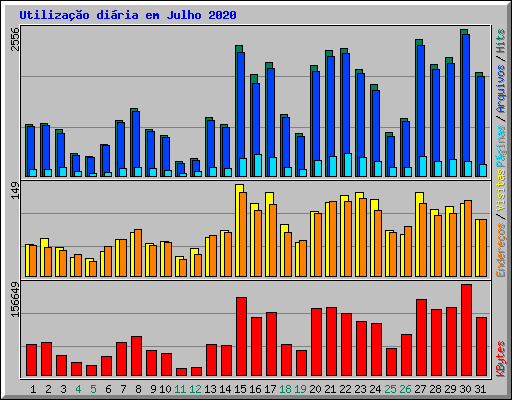 Utilização diária em Julho 2020
2556
149
156649
Endereços / Visitas Páginas / Arquivos / Hits
KBytes
1 2 3 4 5 6 7 8 9 10 11 12 13 14 15 16 17 18 19 20 21 22 23 24 25 26 27 28 29 30 31